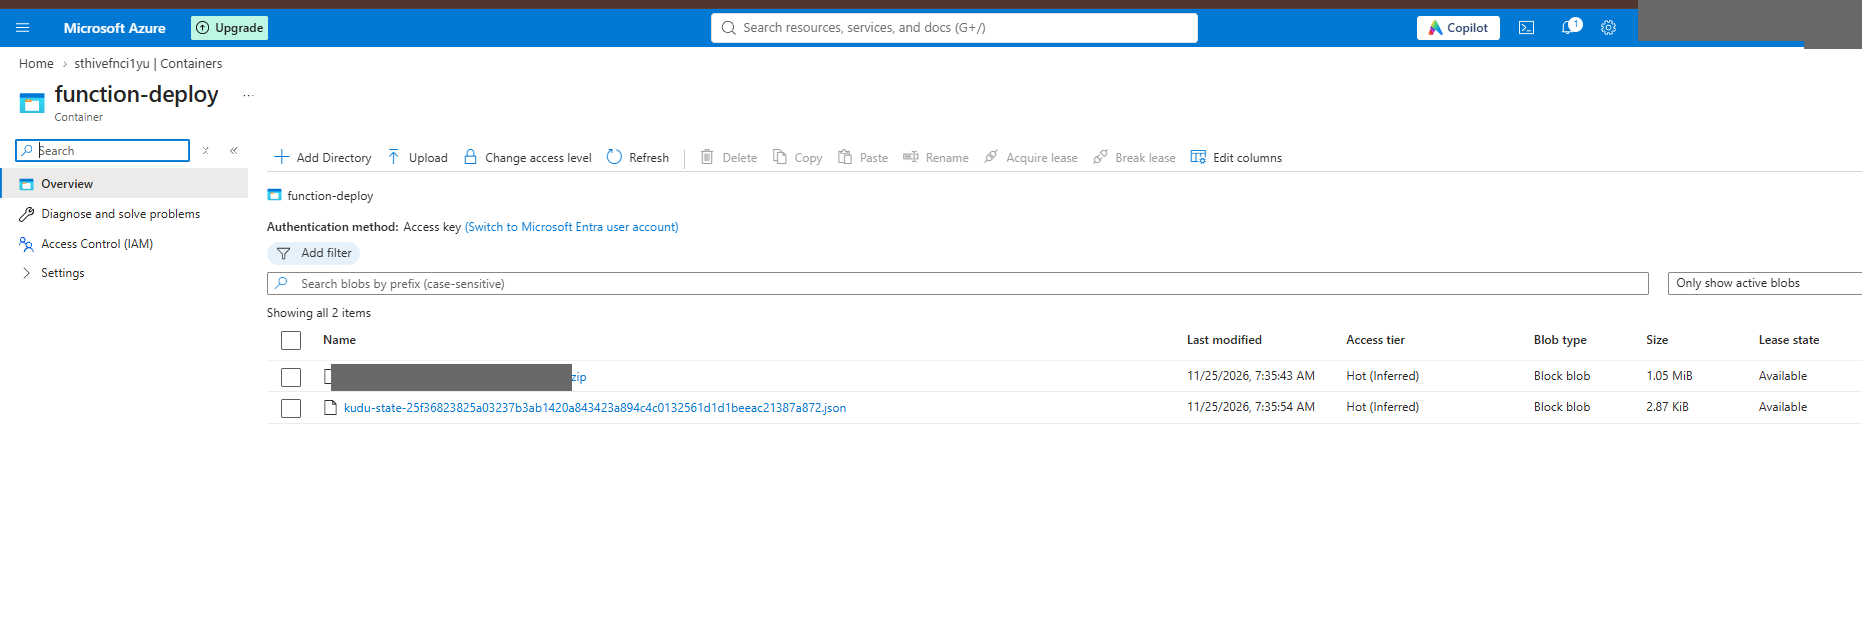 Microsoft Azure Upgrade Search resources, services, and docs (G+/) Copilot 1
Home > sthivefnci1yu | Containers
function-deploy ...
Container
Search
Add Directory Upload Change access level Refresh Delete Copy Paste Rename Acquire lease Break lease Edit columns
Overview
Diagnose and solve problems
Access Control (IAM)
Settings
function-deploy
Authentication method: Access key (Switch to Microsoft Entra user account)
Add filter
Search blobs by prefix (case-sensitive) Only show active blobs
Showing all 2 items
Name Last modified Access tier Blob type Size Lease state
zip 11/25/2026, 7:35:43 AM Hot (Inferred) Block blob 1.05 MiB Available
kudu-state-25f36823825a03237b3ab1420a843423a894c4c0132561d1d1beeac21387a872.json 11/25/2026, 7:35:54 AM Hot (Inferred) Block blob 2.87 KiB Available